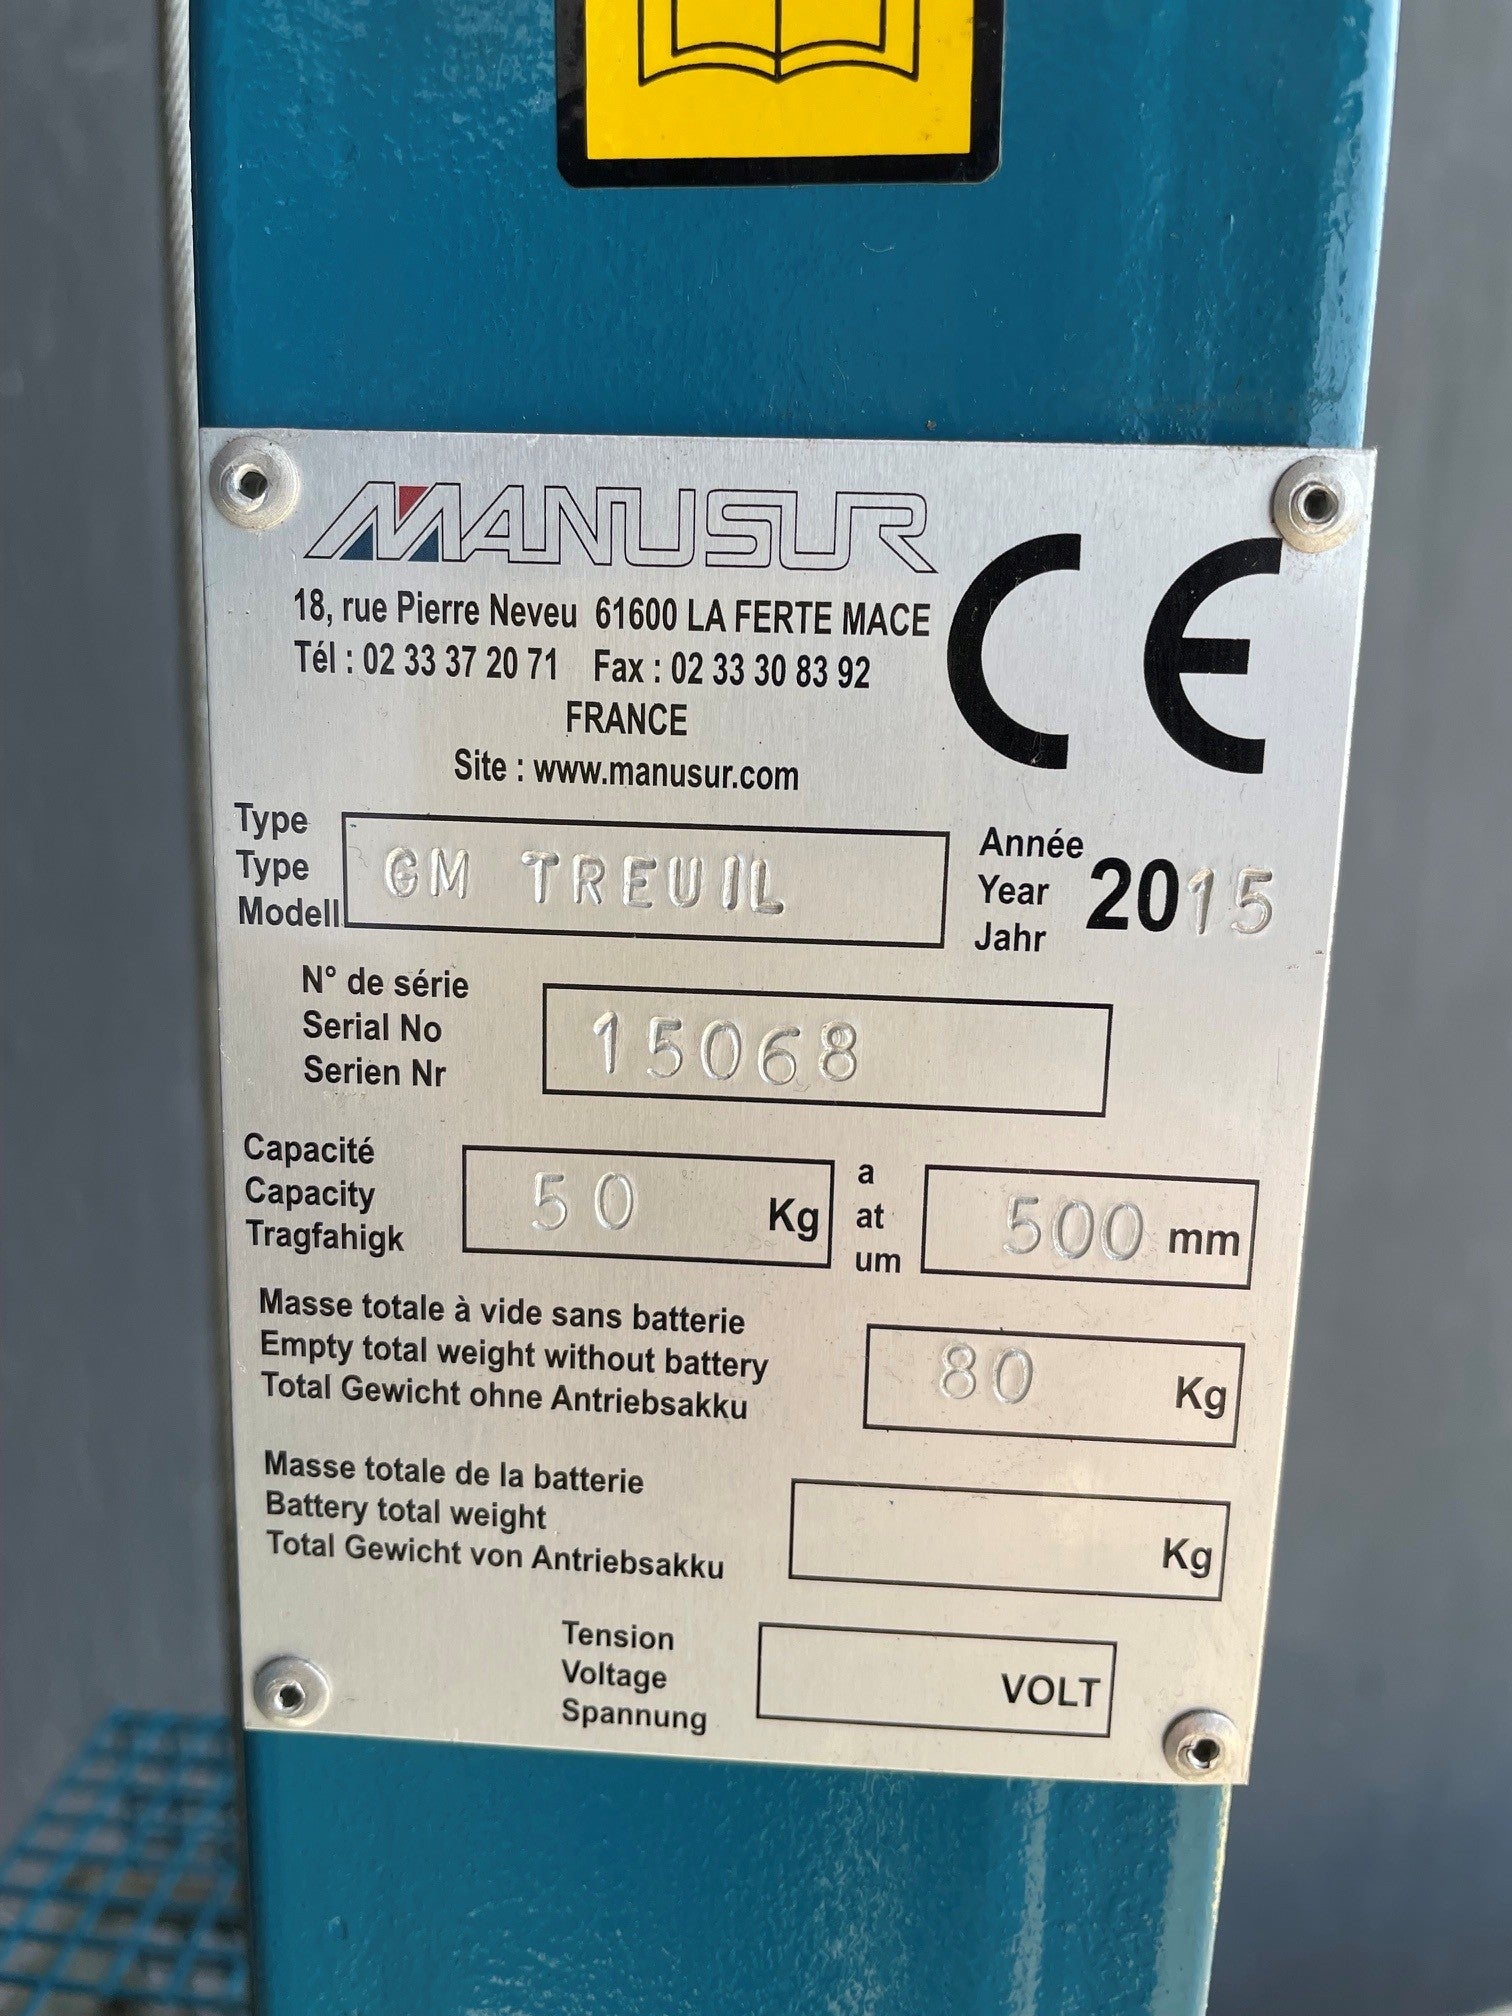 MANUSUR
18, rue Pierre Neveu 61600 LA FERTE MACE
Tél : 02 33 37 20 71 Fax : 02 33 30 83 92
FRANCE
Site : www.manusur.com
CE
Type
Type
Modell
GM TREUIL
Année
Year
Jahr
2015
N° de série
Serial No
Serien Nr
15068
Capacité
Capacity
Tragfahigk
50 Kg
a
at
um
500 mm
Masse totale à vide sans batterie
Empty total weight without battery
Total Gewicht ohne Antriebsakku
80 Kg
Masse totale de la batterie
Battery total weight
Total Gewicht von Antriebsakku
Kg
Tension
Voltage
Spannung
VOLT